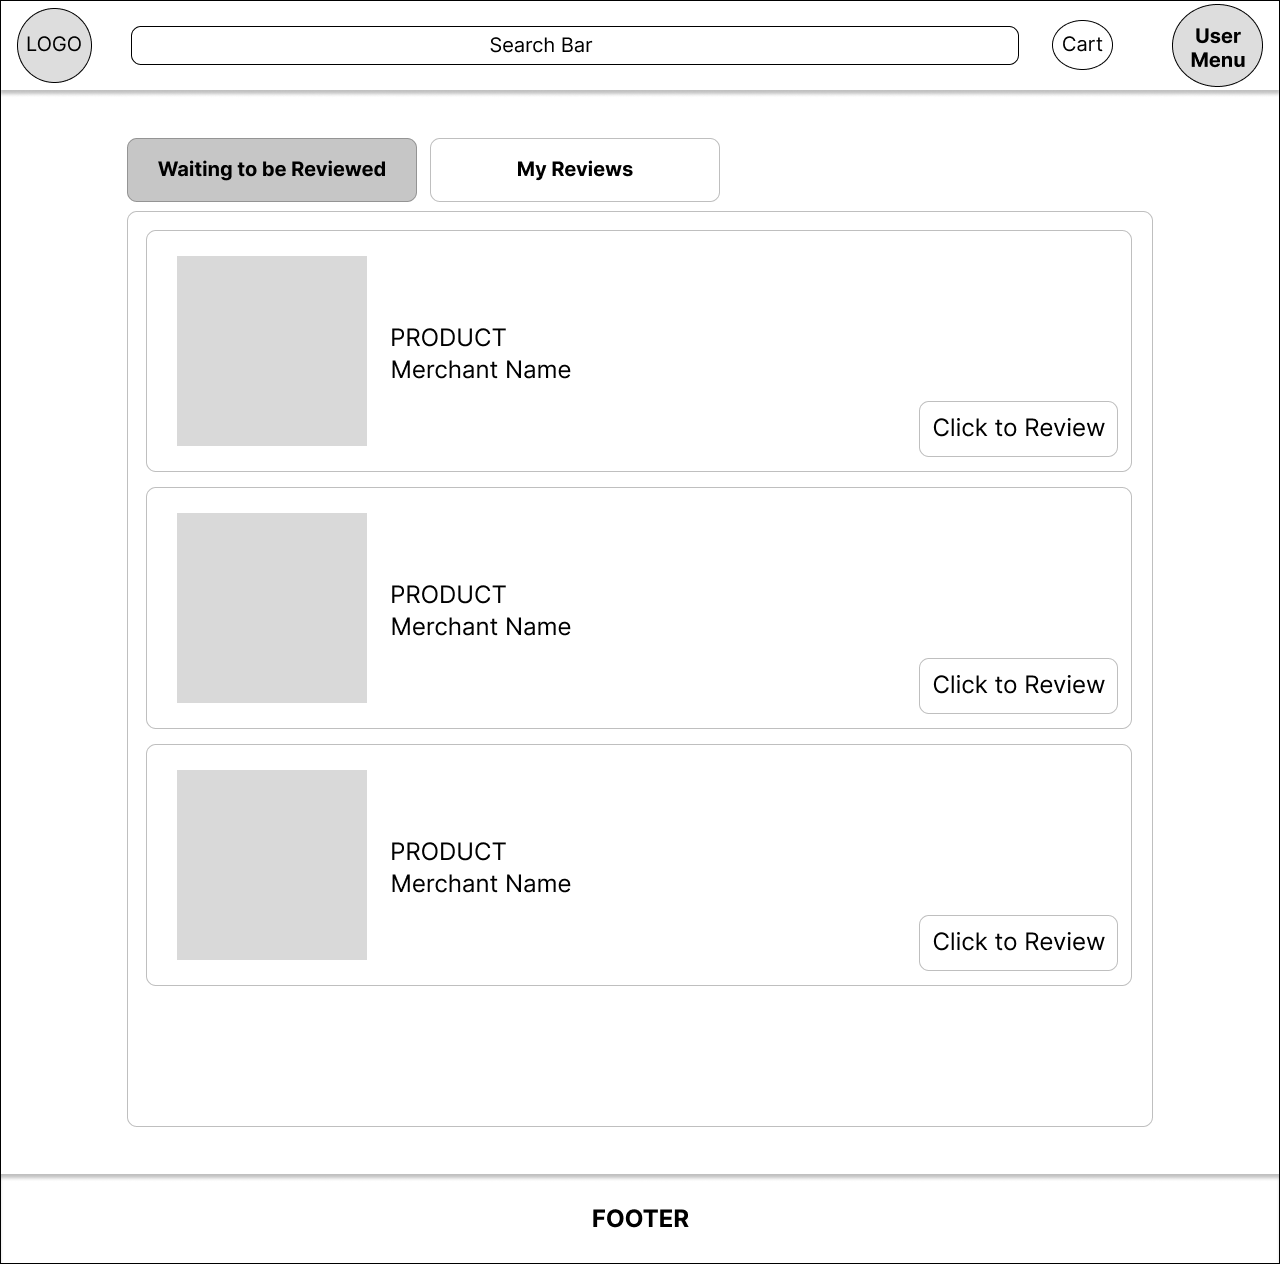 LOGO
Search Bar
Cart
User
Menu
Waiting to be Reviewed
My Reviews
PRODUCT
Merchant Name
Click to Review
PRODUCT
Merchant Name
Click to Review
PRODUCT
Merchant Name
Click to Review
FOOTER